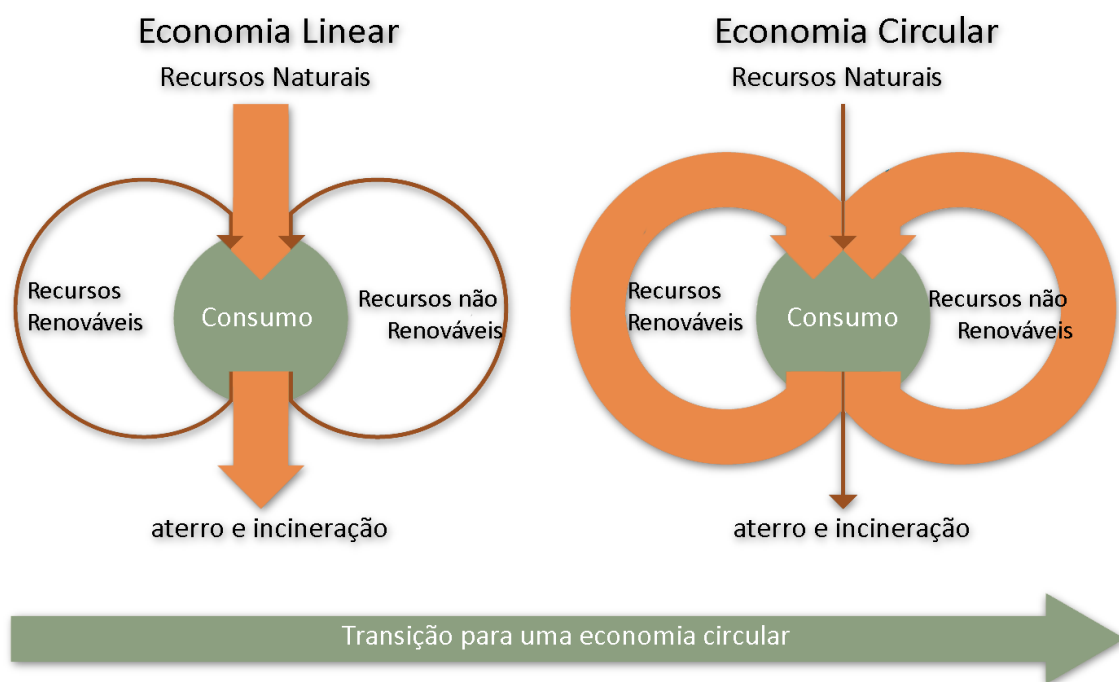 Economia Linear
Recursos Naturais
Recursos
Renováveis
Consumo
Recursos não
Renováveis
aterro e incineração
Economia Circular
Recursos Naturais
Recursos
Renováveis
Consumo
Recursos não
Renováveis
aterro e incineração
Transição para uma economia circular